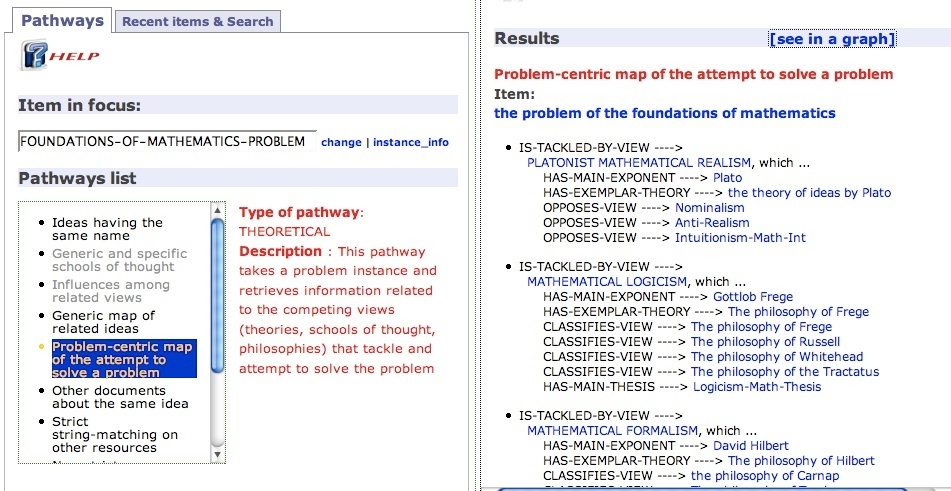 Pathways
Recent items & Search
HELP
Item in focus:
FOUNDATIONS-OF-MATHEMATICS-PROBLEM
change | instance_info
Pathways list
Ideas having the
same name
Generic and specific
schools of thought
Influences among
related views
Generic map of
related ideas
Problem-centric map
of the attempt to
solve a problem
Other documents
about the same idea
Strict
string-matching on
other resources
Type of pathway:
THEORETICAL
Description : This pathway
takes a problem instance and
retrieves information related
to the competing views
(theories, schools of thought,
philosophies) that tackle and
attempt to solve the problem
Results
[see in a graph]
Problem-centric map of the attempt to solve a problem
Item:
the problem of the foundations of mathematics
IS-TACKLED-BY-VIEW ---->
PLATONIST MATHEMATICAL REALISM, which ...
HAS-MAIN-EXPONENT ----> Plato
HAS-EXEMPLAR-THEORY ----> the theory of ideas by Plato
OPPOSES-VIEW ----> Nominalism
OPPOSES-VIEW ----> Anti-Realism
OPPOSES-VIEW ----> Intuitionism-Math-Int
IS-TACKLED-BY-VIEW ---->
MATHEMATICAL LOGICISM, which ...
HAS-MAIN-EXPONENT ----> Gottlob Frege
HAS-EXEMPLAR-THEORY ----> The philosophy of Frege
CLASSIFIES-VIEW ----> The philosophy of Frege
CLASSIFIES-VIEW ----> The philosophy of Russell
CLASSIFIES-VIEW ----> The philosophy of Whitehead
CLASSIFIES-VIEW ----> The philosophy of the Tractatus
HAS-MAIN-THESIS ----> Logicism-Math-Thesis
IS-TACKLED-BY-VIEW ---->
MATHEMATICAL FORMALISM, which ...
HAS-MAIN-EXPONENT ----> David Hilbert
HAS-EXEMPLAR-THEORY ----> The philosophy of Hilbert
CLASSIFIES-VIEW ----> the philosophy of Carnap